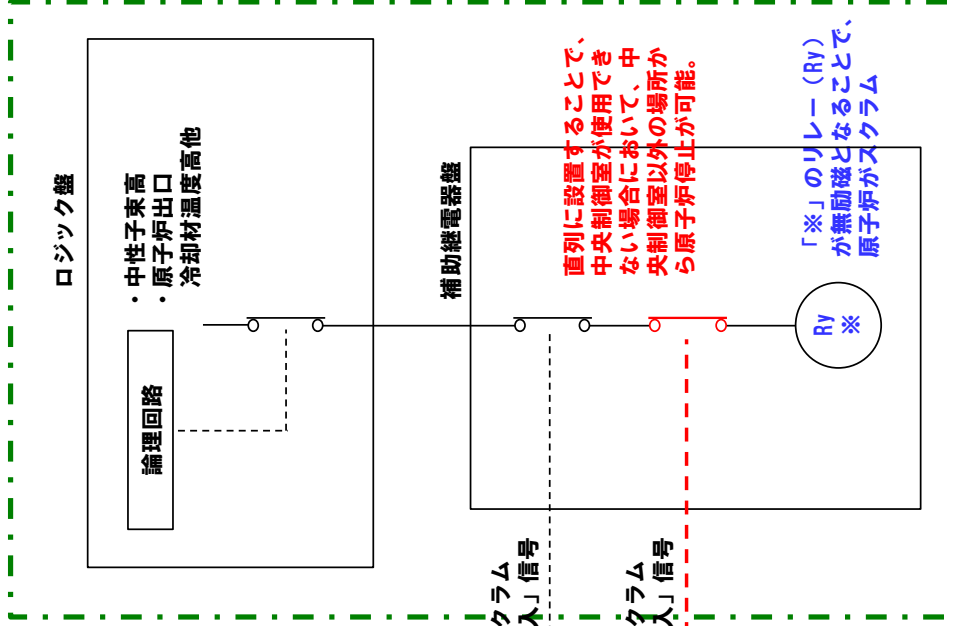 ロジック盤
・中性子束高
・原子炉出口
冷却材温度高他
論理回路
補助継電器盤
直列に設置することで、
中央制御室が使用でき
ない場合において、中
央制御室以外の場所か
ら原子炉停止が可能。
「※」のリレー（Ry）
が無励磁となることで、
原子炉がスクラム
Ry
※
クラム
入」信号
クラム
入」信号